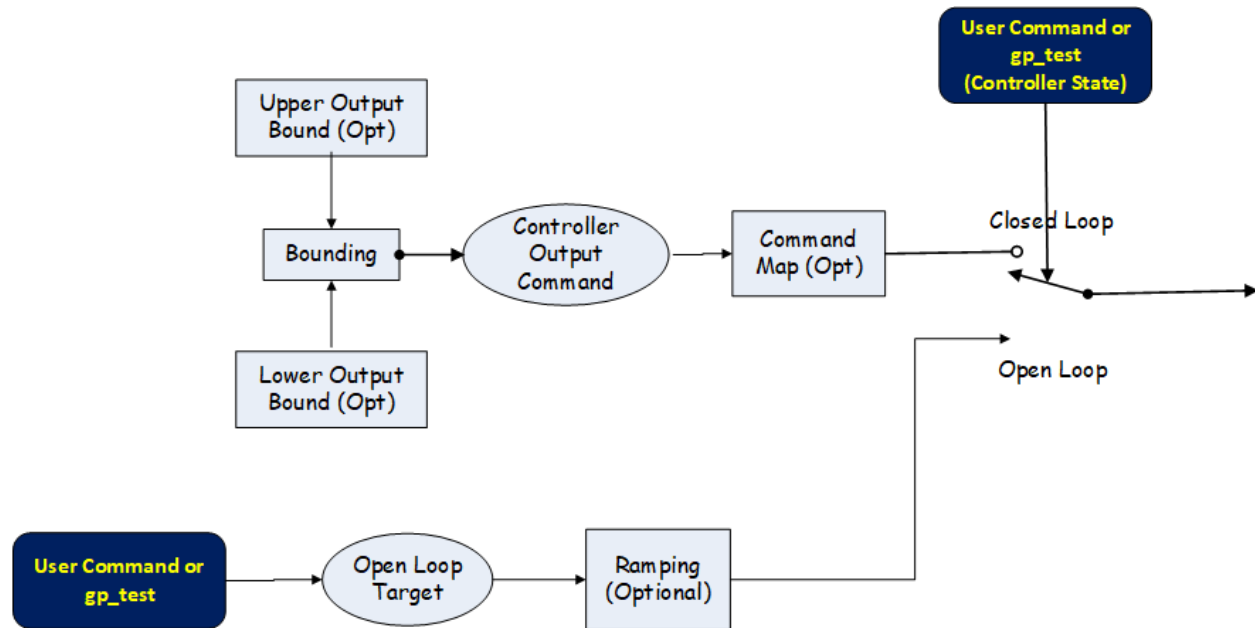 User Command or
gp_test
(Controller State)
Upper Output
Bound (Opt)
Closed Loop
Bounding
Controller
Output
Command
Command
Map (Opt)
Open Loop
Lower Output
Bound (Opt)
User Command or
gp_test
Open Loop
Target
Ramping
(Optional)